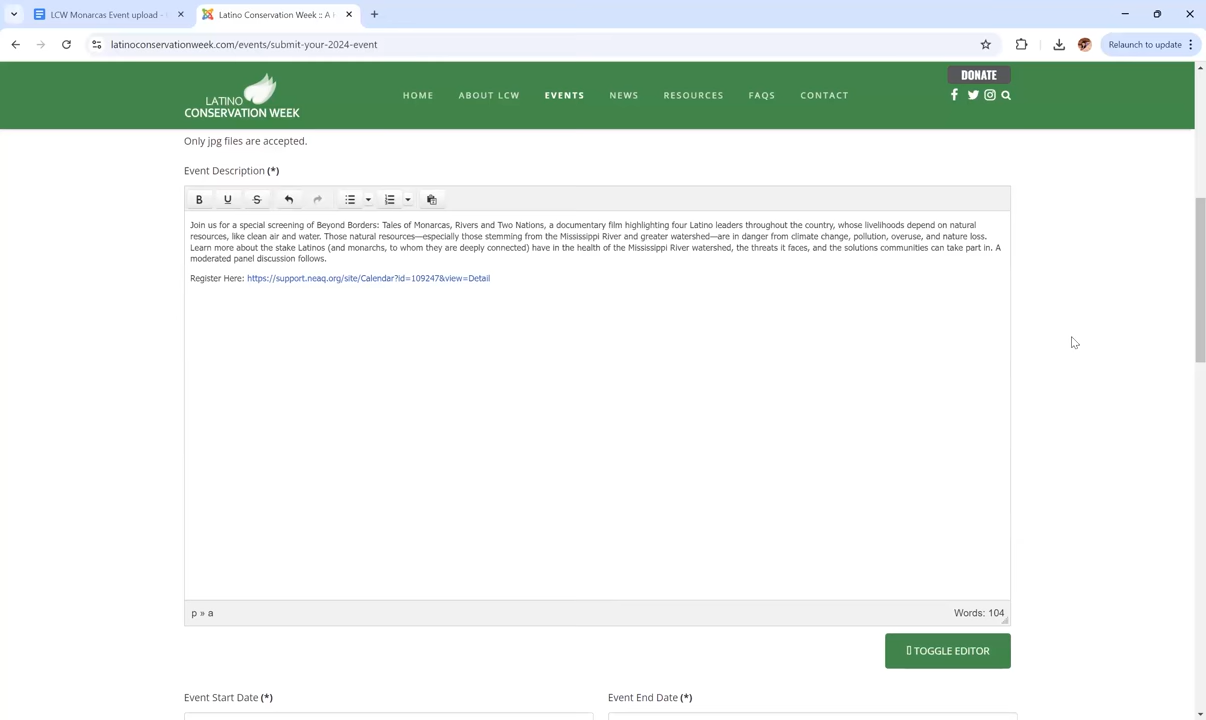 LCW Monarcas Event upload -
Latino Conservation Week :: A
latinoconservationweek.com/events/submit-your-2024-event
Relaunch to update
DONATE
LATINO
CONSERVATION WEEK
HOME ABOUT LCW EVENTS NEWS RESOURCES FAQS CONTACT
Only jpg files are accepted.
Event Description (*)
B U S
Join us for a special screening of Beyond Borders: Tales of Monarcas, Rivers and Two Nations, a documentary film highlighting four Latino leaders throughout the country, whose livelihoods depend on natural
resources, like clean air and water. Those natural resources—especially those stemming from the Mississippi River and greater watershed—are in danger from climate change, pollution, overuse, and nature loss.
Learn more about the stake Latinos (and monarchs, to whom they are deeply connected) have in the health of the Mississippi River watershed, the threats it faces, and the solutions communities can take part in. A
moderated panel discussion follows.
Register Here: https://support.neaq.org/site/Calendar?id=109247&view=Detail
p » a
Words: 104
TOGGLE EDITOR
Event Start Date (*)
Event End Date (*)